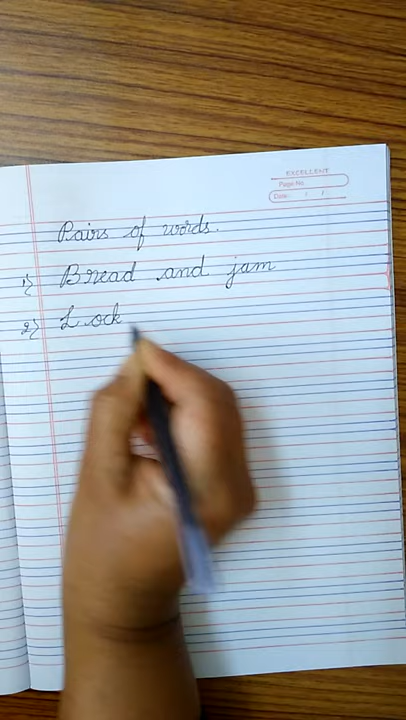 EXCELLENT
Page No.
Date: / /
Pairs of words.
1) Bread and jam
2) Lock